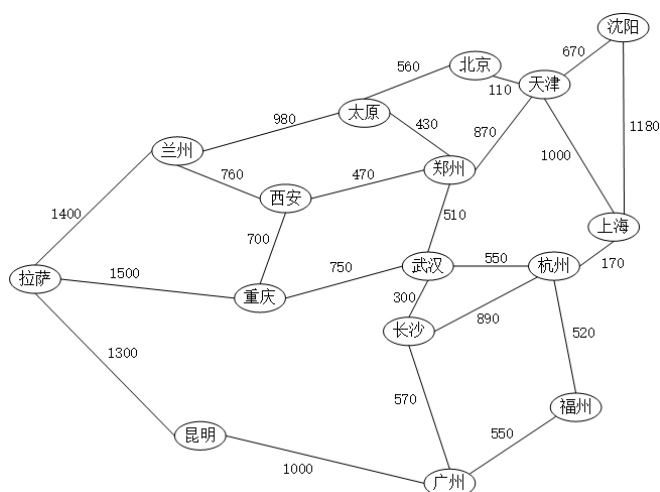 沈阳
670
北京
560
110
天津
太原
980
430
870
1180
兰州
1000
760
470
郑州
西安
1400
510
700
上海
武汉
550
杭州
170
拉萨
1500
750
重庆
300
长沙
890
520
1300
570
福州
昆明
550
1000
广州